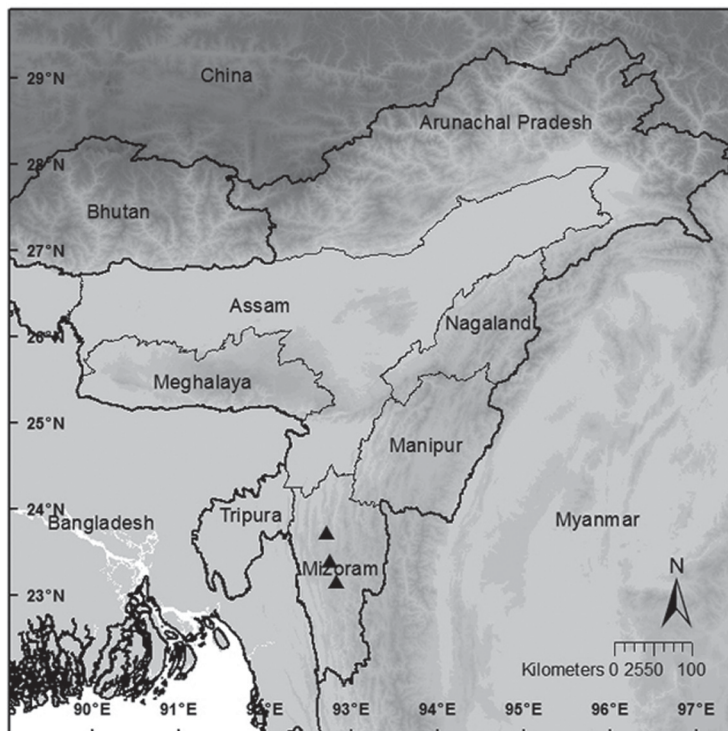 29°N
China
Arunachal Pradesh
28°N
Bhutan
27°N
Assam
Nagaland
26°N
Meghalaya
25°N
Manipur
24°N
Bangladesh
Tripura
Myanmar
Mizoram
N
23°N
Kilometers 0 2550 100
90°E 91°E 92°E 93°E 94°E 95°E 96°E 97°E